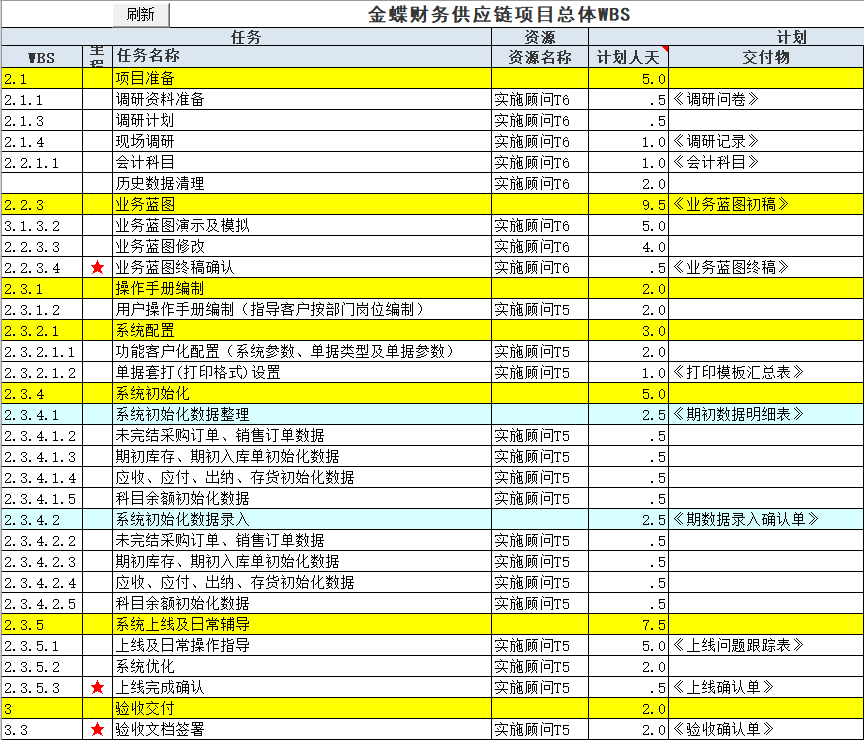 刷新 金蝶财务供应链项目总体WBS
任务 资源 计划
WBS 里程 任务名称 资源名称 计划人天 交付物
2.1 项目准备 5.0
2.1.1 调研资料准备 实施顾问T6 .5 《调研问卷》
2.1.3 调研计划 实施顾问T6 .5
2.1.4 现场调研 实施顾问T6 1.0 《调研记录》
2.2.1.1 会计科目 实施顾问T6 1.0 《会计科目》
历史数据清理 实施顾问T6 2.0
2.2.3 业务蓝图 9.5 《业务蓝图初稿》
3.1.3.2 业务蓝图演示及模拟 实施顾问T6 5.0
2.2.3.3 业务蓝图修改 实施顾问T6 4.0
2.2.3.4 ★ 业务蓝图终稿确认 实施顾问T6 .5 《业务蓝图终稿》
2.3.1 操作手册编制 2.0
2.3.1.2 用户操作手册编制（指导客户按部门岗位编制） 实施顾问T5 2.0
2.3.2.1 系统配置 3.0
2.3.2.1.1 功能客户化配置（系统参数、单据类型及单据参数） 实施顾问T5 2.0
2.3.2.1.2 单据套打(打印格式)设置 实施顾问T5 1.0 《打印模板汇总表》
2.3.4 系统初始化 5.0
2.3.4.1 系统初始化数据整理 2.5 《期初数据明细表》
2.3.4.1.2 未完结采购订单、销售订单数据 实施顾问T5 .5
2.3.4.1.3 期初库存、期初入库单初始化数据 实施顾问T5 .5
2.3.4.1.4 应收、应付、出纳、存货初始化数据 实施顾问T5 .5
2.3.4.1.5 科目余额初始化数据 实施顾问T5 .5
2.3.4.2 系统初始化数据录入 2.5 《期数据录入确认单》
2.3.4.2.2 未完结采购订单、销售订单数据 实施顾问T5 .5
2.3.4.2.3 期初库存、期初入库单初始化数据 实施顾问T5 .5
2.3.4.2.4 应收、应付、出纳、存货初始化数据 实施顾问T5 .5
2.3.4.2.5 科目余额初始化数据 实施顾问T5 .5
2.3.5 系统上线及日常辅导 7.5
2.3.5.1 上线及日常操作指导 实施顾问T5 5.0 《上线问题跟踪表》
2.3.5.2 系统优化 实施顾问T5 2.0
2.3.5.3 ★ 上线完成确认 实施顾问T5 .5 《上线确认单》
3 验收交付 2.0
3.3 ★ 验收文档签署 实施顾问T5 2.0 《验收确认单》